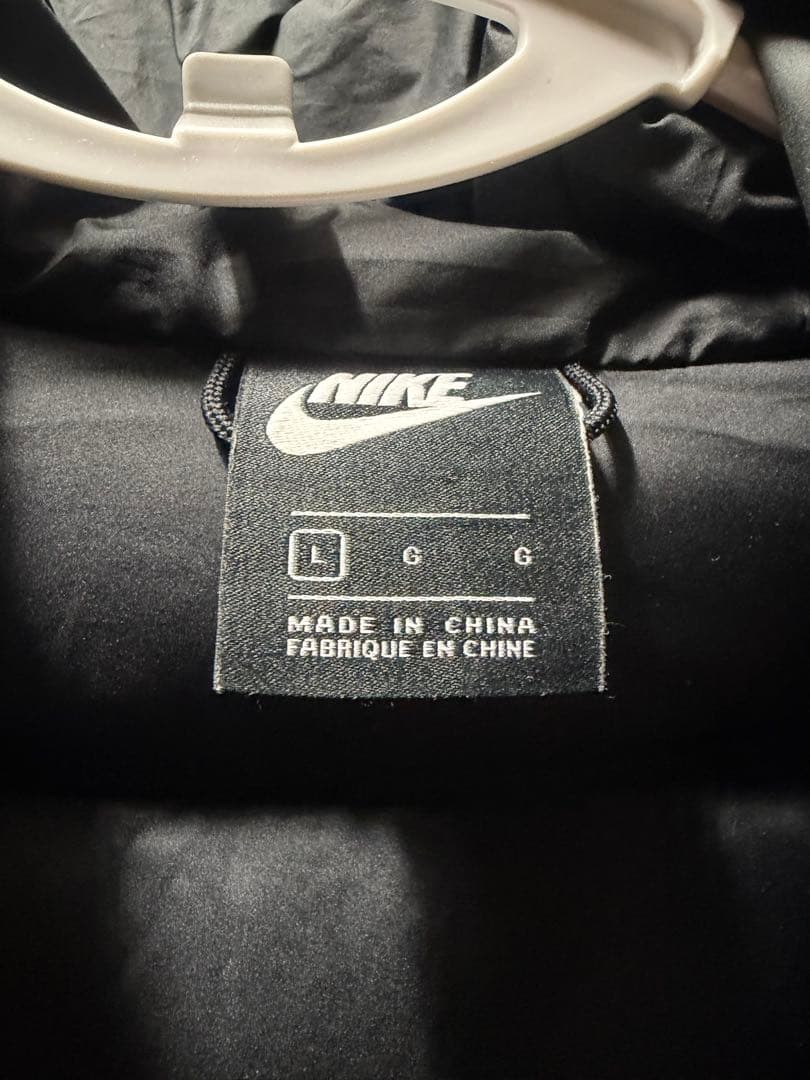 NIKE
L G G
MADE IN CHINA
FABRIQUE EN CHINE